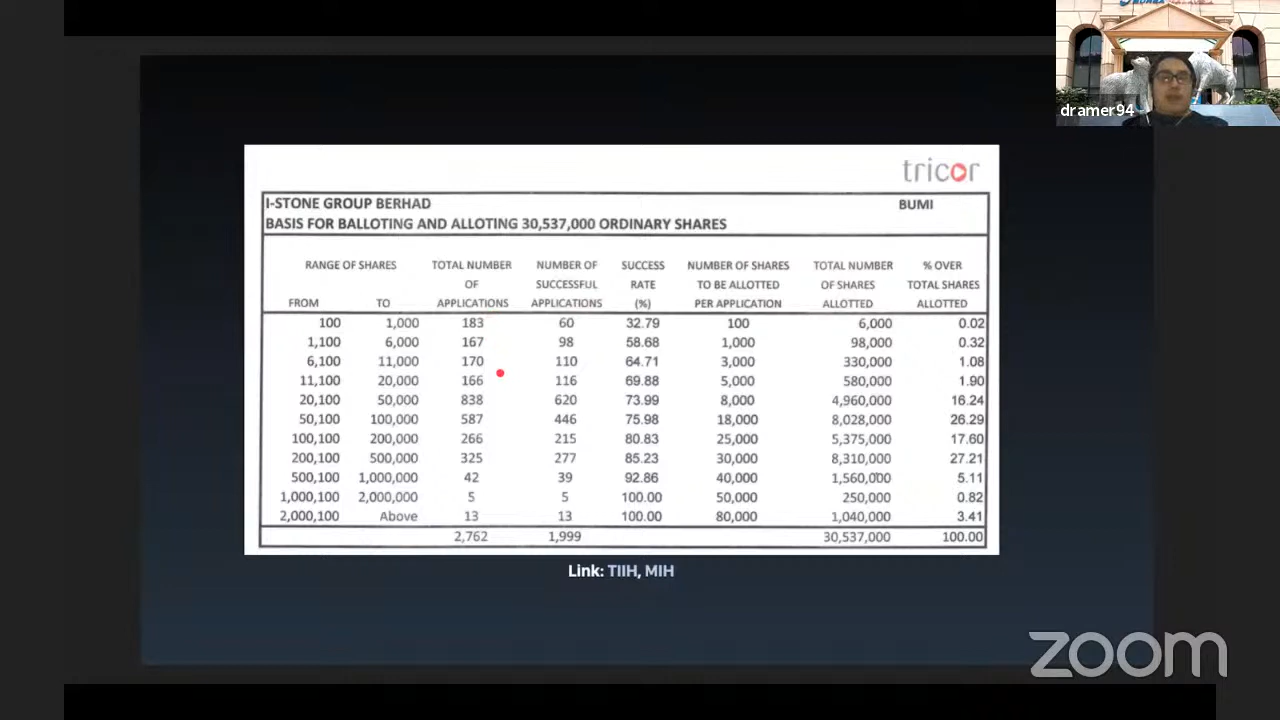 dramer94
tricor
I-STONE GROUP BERHAD BUMI
BASIS FOR BALLOTING AND ALLOTING 30,537,000 ORDINARY SHARES
RANGE OF SHARES TOTAL NUMBER NUMBER OF SUCCESS NUMBER OF SHARES TOTAL NUMBER % OVER
OF SUCCESSFUL RATE TO BE ALLOTTED OF SHARES TOTAL SHARES
FROM TO APPLICATIONS APPLICATIONS (%) PER APPLICATION ALLOTTED ALLOTTED
100 1,000 183 60 32.79 100 6,000 0.02
1,100 6,000 167 98 58.68 1,000 98,000 0.32
6,100 11,000 170 110 64.71 3,000 330,000 1.08
11,100 20,000 166 116 69.88 5,000 580,000 1.90
20,100 50,000 838 620 73.99 8,000 4,960,000 16.24
50,100 100,000 587 446 75.98 18,000 8,028,000 26.29
100,100 200,000 266 215 80.83 25,000 5,375,000 17.60
200,100 500,000 325 277 85.23 30,000 8,310,000 27.21
500,100 1,000,000 42 39 92.86 40,000 1,560,000 5.11
1,000,100 2,000,000 5 5 100.00 50,000 250,000 0.82
2,000,100 Above 13 13 100.00 80,000 1,040,000 3.41
2,762 1,999 30,537,000 100.00
Link: TIIH, MIH
zoom